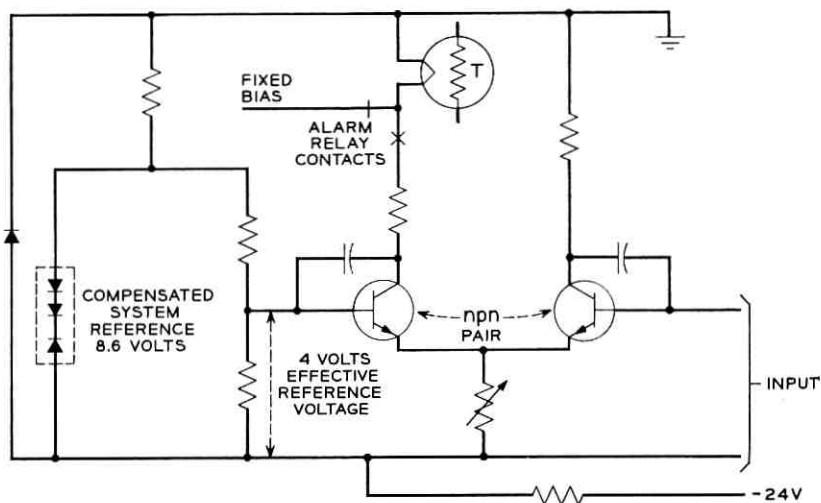 T
FIXED
BIAS
ALARM
RELAY
CONTACTS
COMPENSATED
SYSTEM
REFERENCE
8.6 VOLTS
npn
PAIR
4 VOLTS
EFFECTIVE
REFERENCE
VOLTAGE
INPUT
-24V